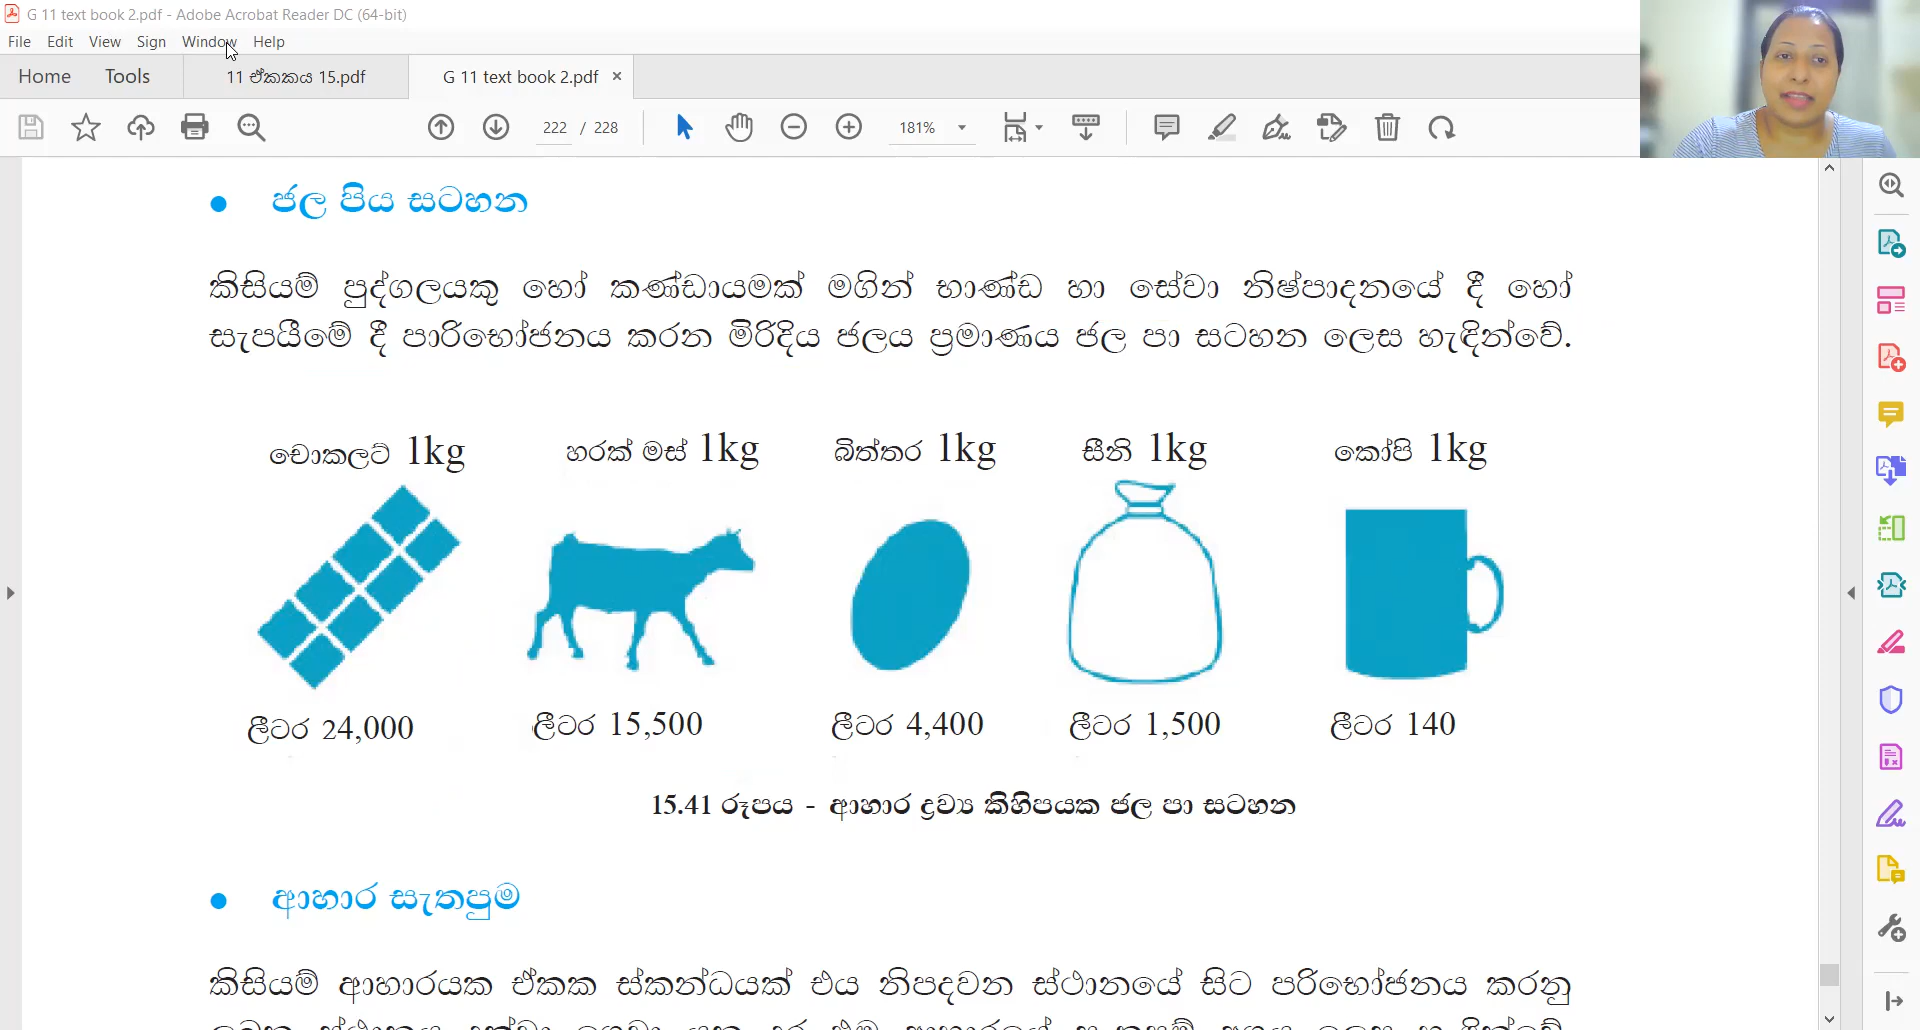 G 11 text book 2.pdf - Adobe Acrobat Reader DC (64-bit)
File Edit View Sign Window Help
Home Tools 11 ඒකකය 15.pdf G 11 text book 2.pdf ×
222 / 228 181%
ජල පිය සටහන
කිසියම් පුද්ගලයකු හෝ කණ්ඩායමක් මගින් භාණ්ඩ හා සේවා නිෂ්පාදනයේ දී හෝ
සැපයීමේ දී පාරිභෝජනය කරන මිරිදිය ජලය ප්‍රමාණය ජල පා සටහන ලෙස හැඳින්වේ.
චොකලට් 1kg හරක් මස් 1kg බිත්තර 1kg සීනි 1kg කෝපි 1kg
ලීටර 24,000 ලීටර 15,500 ලීටර 4,400 ලීටර 1,500 ලීටර 140
15.41 රූපය - ආහාර ද්‍රව්‍ය කිහිපයක ජල පා සටහන
ආහාර සැතපුම
කිසියම් ආහාරයක ඒකක ස්කන්ධයක් එය නිපදවන ස්ථානයේ සිට පරිභෝජනය කරනු